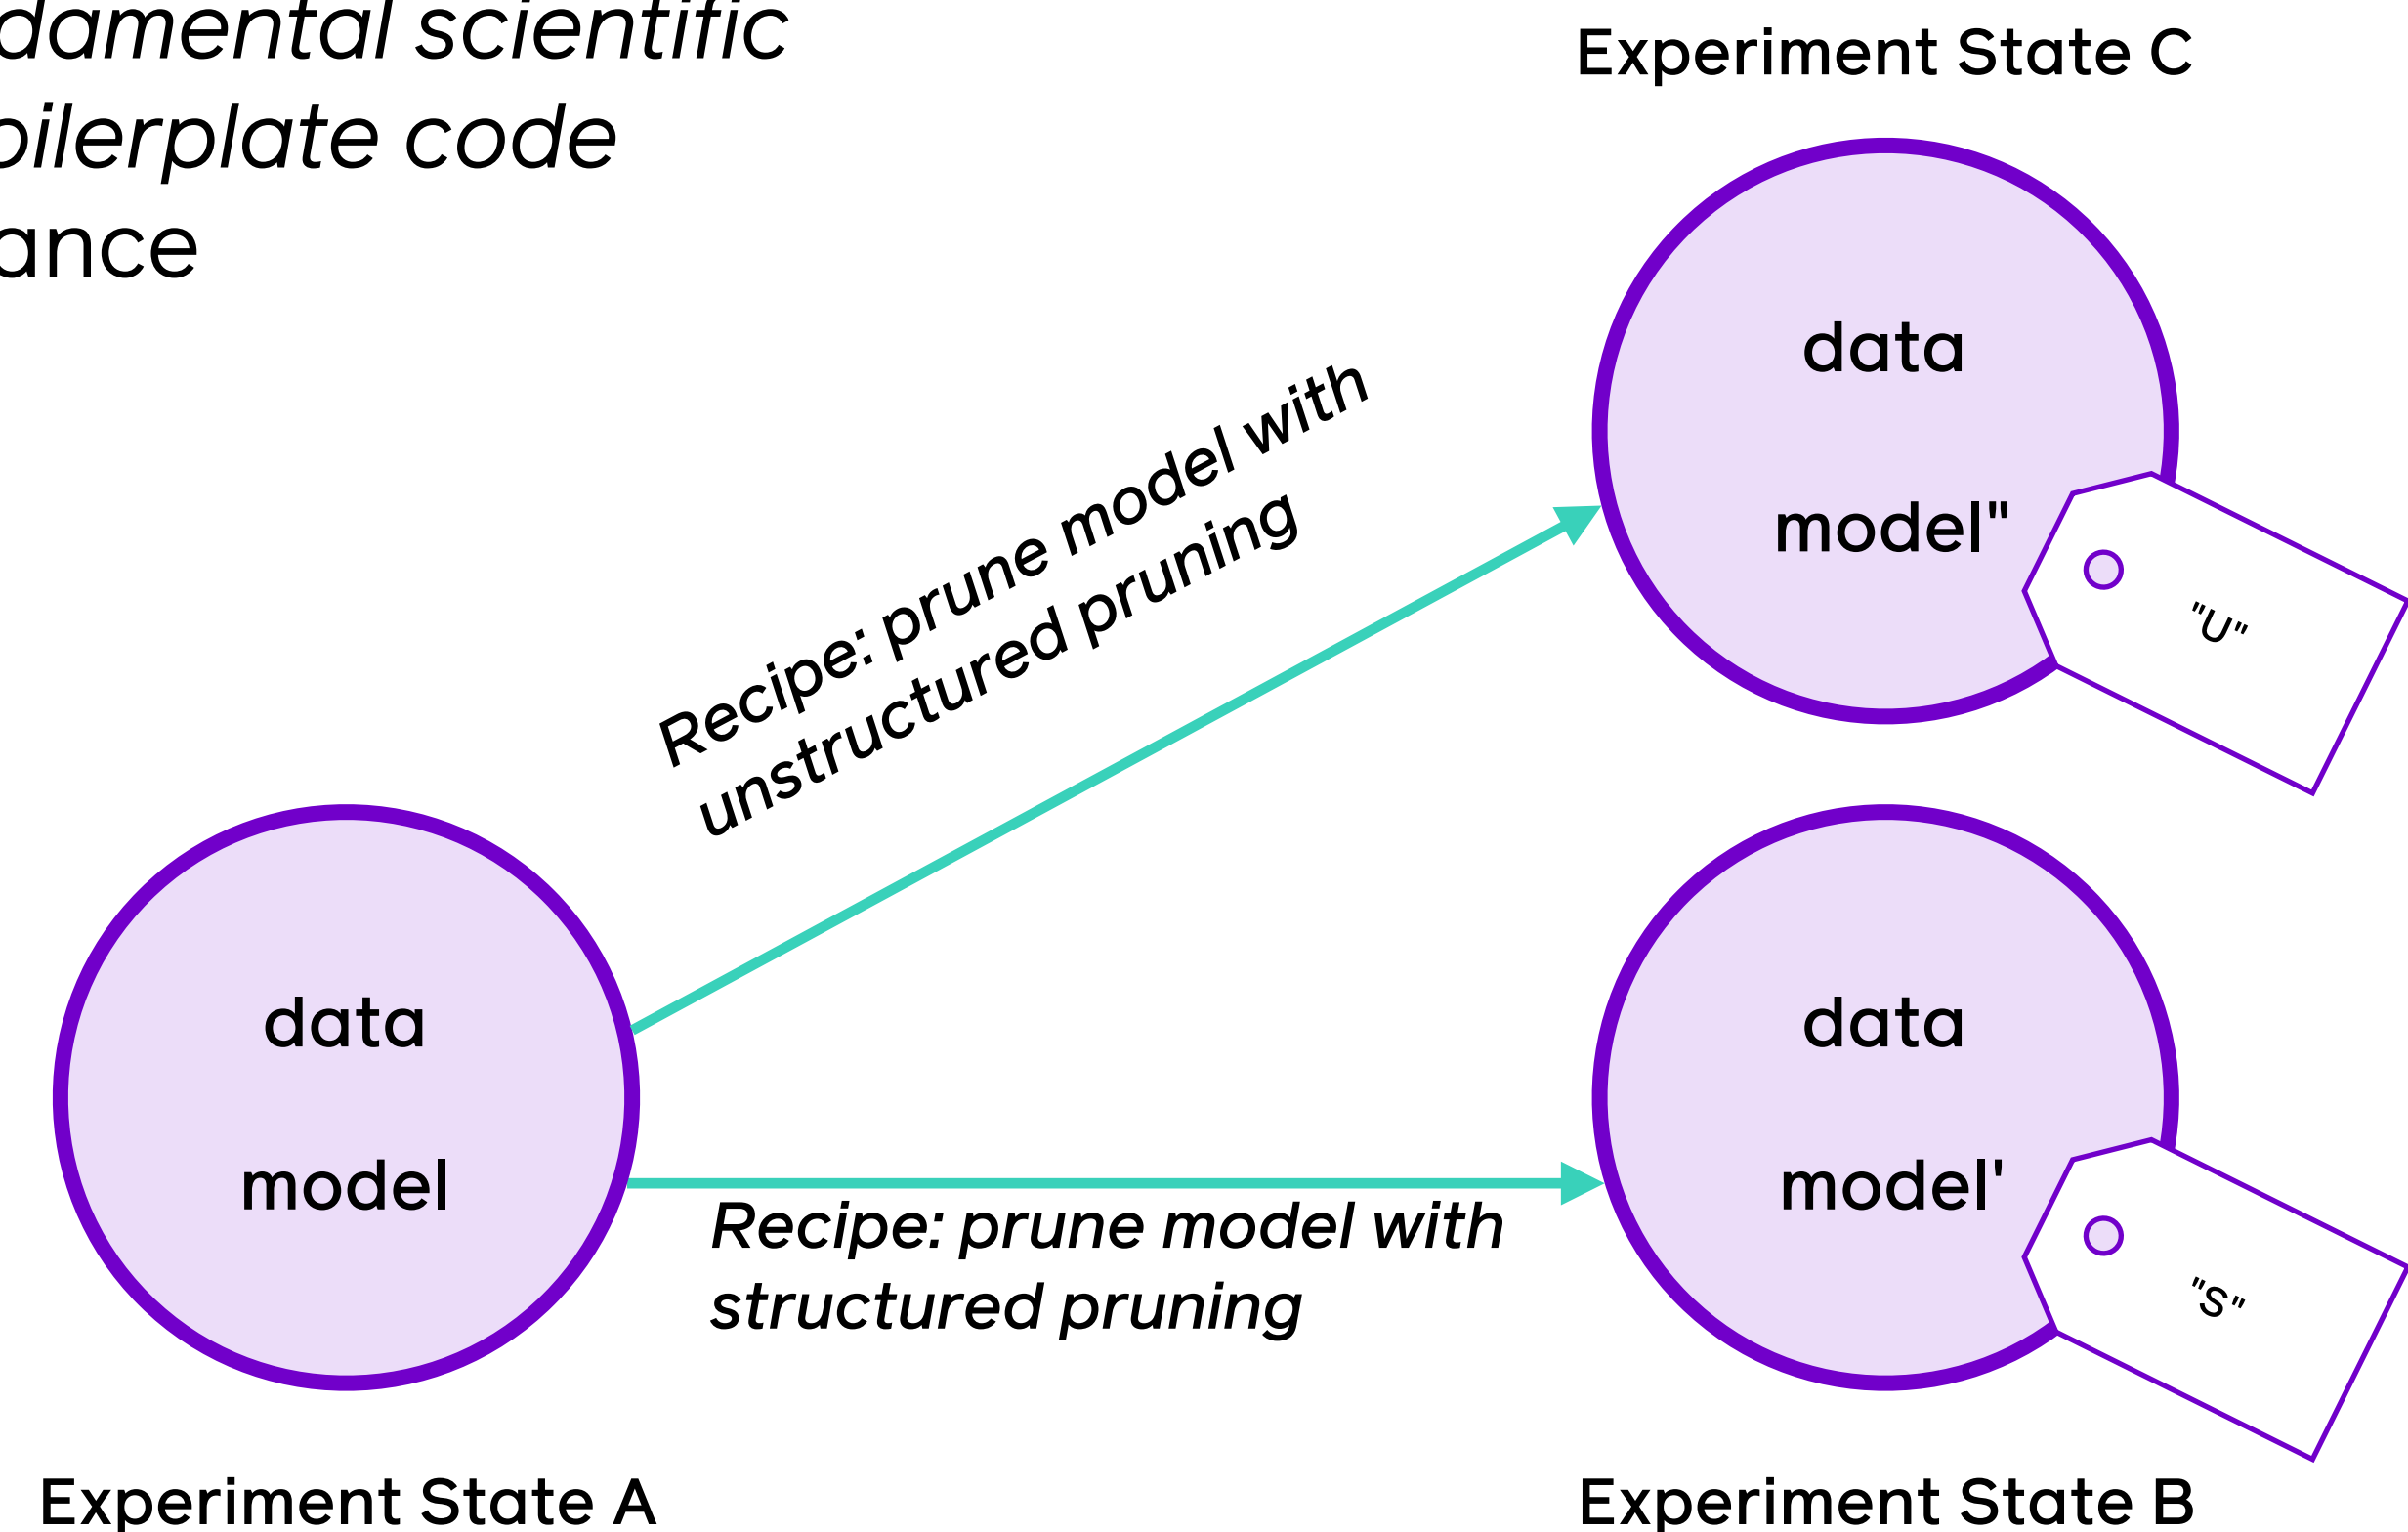 damental scientific
oilerplate code
ance
Experiment State C
data
model"
"U"
Recipe: prune model with
unstructured pruning
data
model
Experiment State A
Recipe: prune model with
structured pruning
data
model'
"S"
Experiment State B